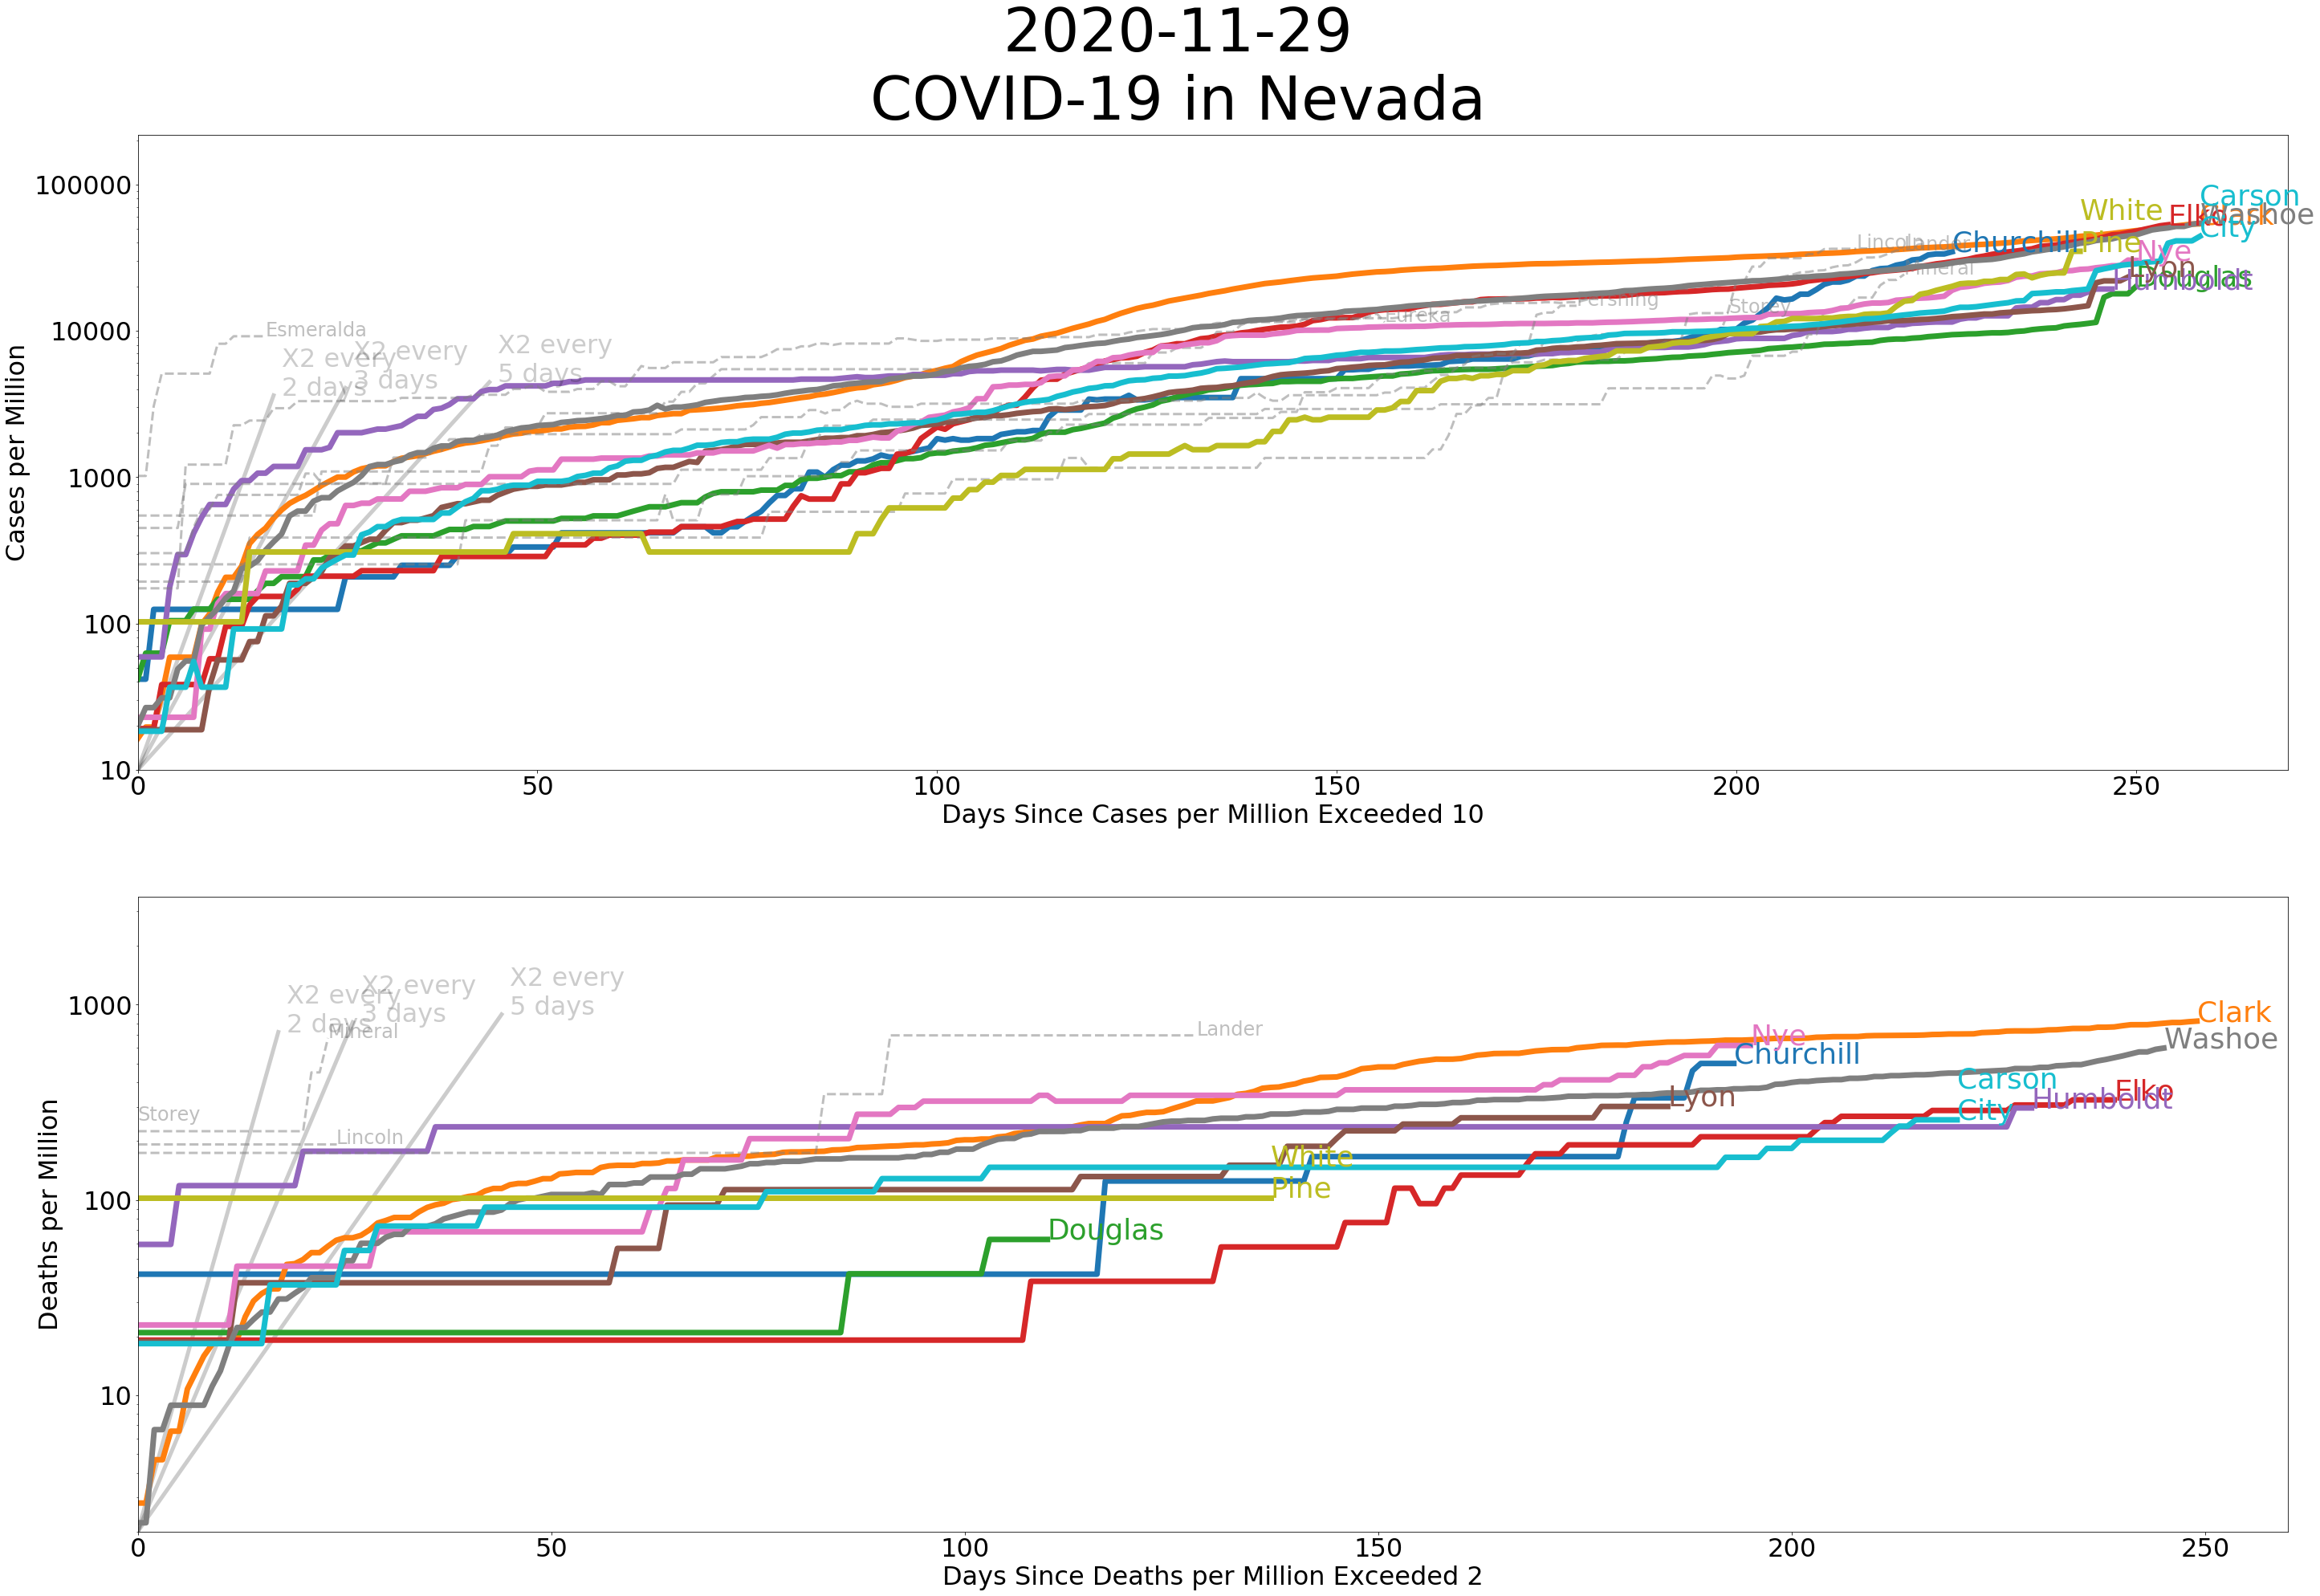 2020-11-29
COVID-19 in Nevada
Cases per Million
100000
10000
1000
100
10
Esmeralda
X2 every
2 days
X2 every
3 days
X2 every
5 days
Eureka
Pershing
Storey
Lincoln
Lander
Mineral
Churchill
White
Pine
Elko
Clark
Washoe
Carson
City
Nye
Lyon
Douglas
Humboldt
0
50
100
150
200
250
Days Since Cases per Million Exceeded 10
Deaths per Million
1000
100
10
X2 every
2 days
X2 every
3 days
X2 every
5 days
Mineral
Storey
Lincoln
Lander
Clark
Washoe
Nye
Churchill
Lyon
Carson
City
Elko
Humboldt
White
Pine
Douglas
0
50
100
150
200
250
Days Since Deaths per Million Exceeded 2